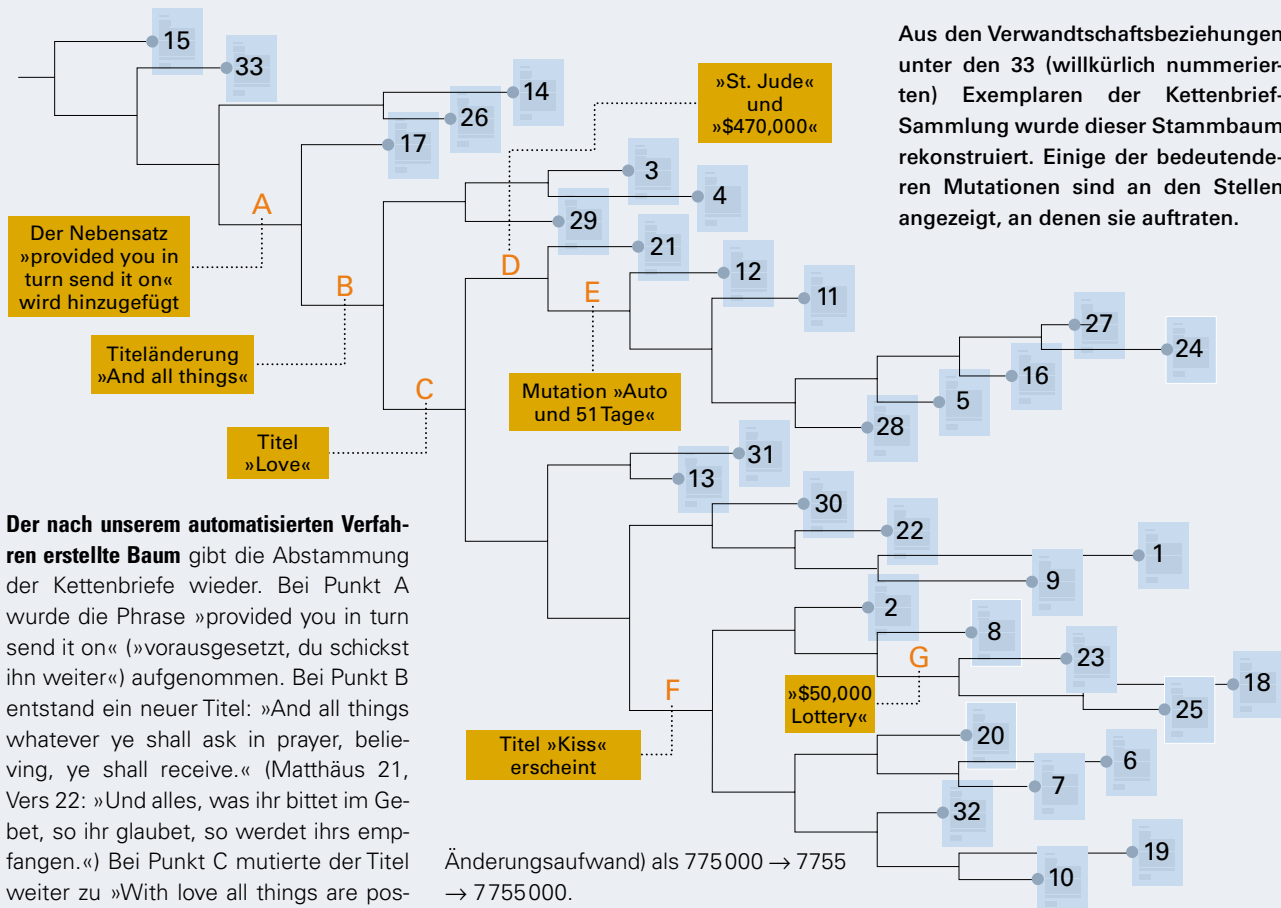 15
33
14
26
17
»St. Jude«
und
»$470,000«
Aus den Verwandtschaftsbeziehungen
unter den 33 (willkürlich nummerier-
ten) Exemplaren der Kettenbrief-
Sammlung wurde dieser Stammbaum
rekonstruiert. Einige der bedeutende-
ren Mutationen sind an den Stellen
angezeigt, an denen sie auftraten.
3
4
29
A
Der Nebensatz
»provided you in
turn send it on«
wird hinzugefügt
21
D
12
E
11
B
Titeländerung
»And all things«
27
24
16
5
28
C
Mutation »Auto
und 51 Tage«
Titel
»Love«
31
13
30
22
1
9
2
8
G
23
18
25
F
»$50,000
Lottery«
Titel »Kiss«
erscheint
20
6
7
32
19
10
Der nach unserem automatisierten Verfah-
ren erstellte Baum gibt die Abstammung
der Kettenbriefe wieder. Bei Punkt A
wurde die Phrase »provided you in turn
send it on« (»vorausgesetzt, du schickst
ihn weiter«) aufgenommen. Bei Punkt B
entstand ein neuer Titel: »And all things
whatever ye shall ask in prayer, belie-
ving, ye shall receive.« (Matthäus 21,
Vers 22: »Und alles, was ihr bittet im Ge-
bet, so ihr glaubet, so werdet ihrs emp-
fangen.«) Bei Punkt C mutierte der Titel
weiter zu »With love all things are pos-
Änderungsaufwand) als 775 000 → 7755
→ 7 755 000.